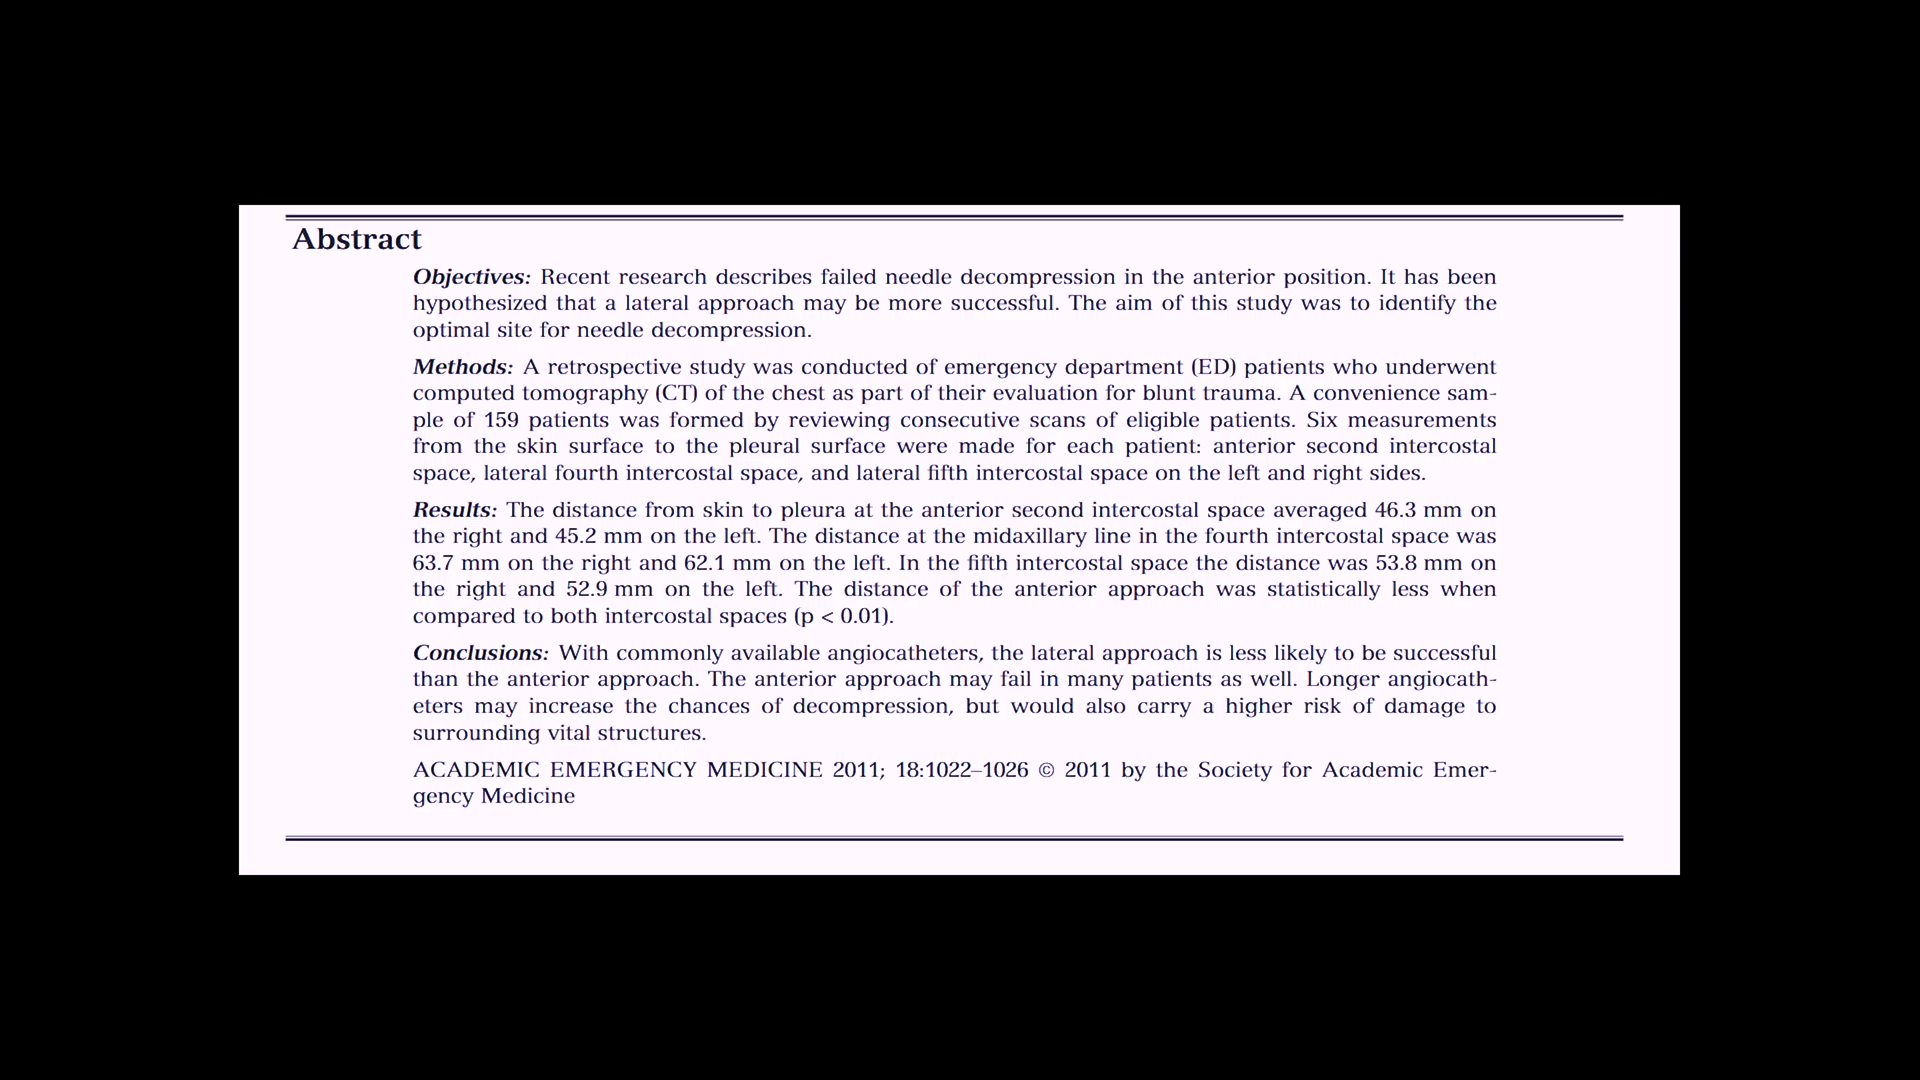 Abstract
Objectives: Recent research describes failed needle decompression in the anterior position. It has been
hypothesized that a lateral approach may be more successful. The aim of this study was to identify the
optimal site for needle decompression.
Methods: A retrospective study was conducted of emergency department (ED) patients who underwent
computed tomography (CT) of the chest as part of their evaluation for blunt trauma. A convenience sam-
ple of 159 patients was formed by reviewing consecutive scans of eligible patients. Six measurements
from the skin surface to the pleural surface were made for each patient: anterior second intercostal
space, lateral fourth intercostal space, and lateral fifth intercostal space on the left and right sides.
Results: The distance from skin to pleura at the anterior second intercostal space averaged 46.3 mm on
the right and 45.2 mm on the left. The distance at the midaxillary line in the fourth intercostal space was
63.7 mm on the right and 62.1 mm on the left. In the fifth intercostal space the distance was 53.8 mm on
the right and 52.9 mm on the left. The distance of the anterior approach was statistically less when
compared to both intercostal spaces (p < 0.01).
Conclusions: With commonly available angiocatheters, the lateral approach is less likely to be successful
than the anterior approach. The anterior approach may fail in many patients as well. Longer angiocath-
eters may increase the chances of decompression, but would also carry a higher risk of damage to
surrounding vital structures.
ACADEMIC EMERGENCY MEDICINE 2011; 18:1022–1026 © 2011 by the Society for Academic Emer-
gency Medicine